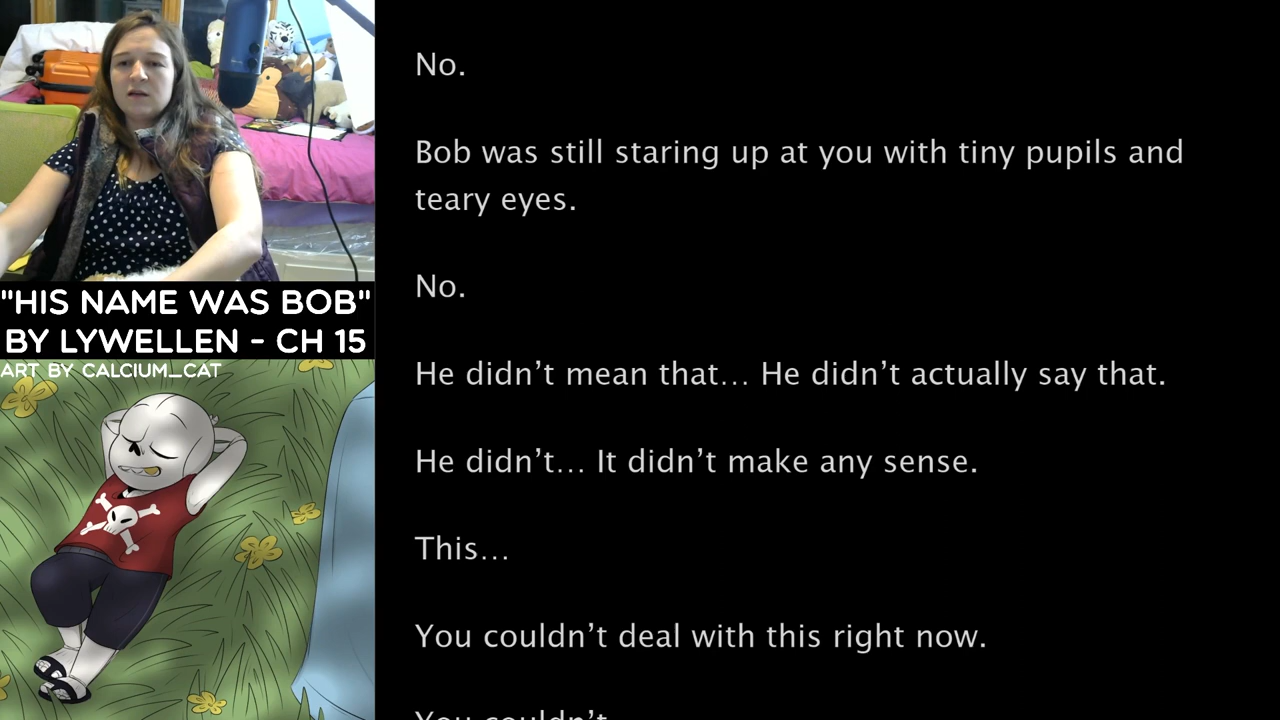 "HIS NAME WAS BOB"
BY LYWELLEN - CH 15
ART BY CALCIUM_CAT
No.
Bob was still staring up at you with tiny pupils and
teary eyes.
No.
He didn’t mean that… He didn’t actually say that.
He didn’t… It didn’t make any sense.
This…
You couldn’t deal with this right now.
You couldn’t